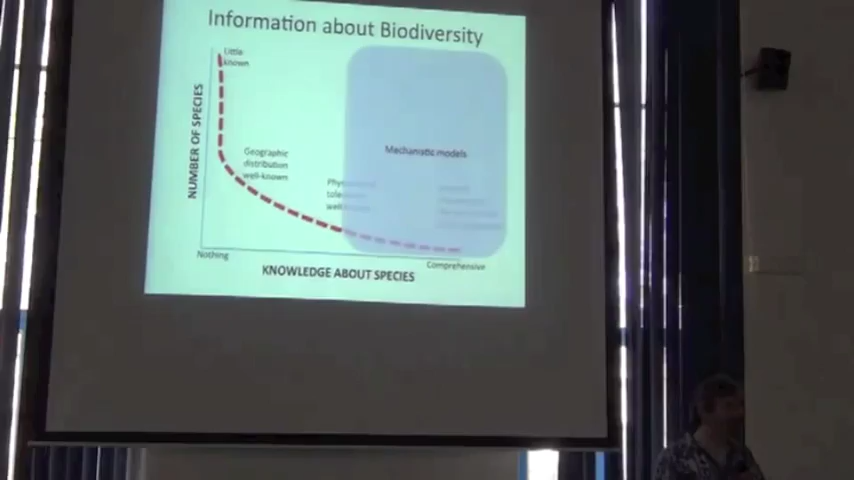 Information about Biodiversity
Little
known
NUMBER OF SPECIES
Geographic
distribution
well-known
Mechanistic models
Nothing
Comprehensive
KNOWLEDGE ABOUT SPECIES